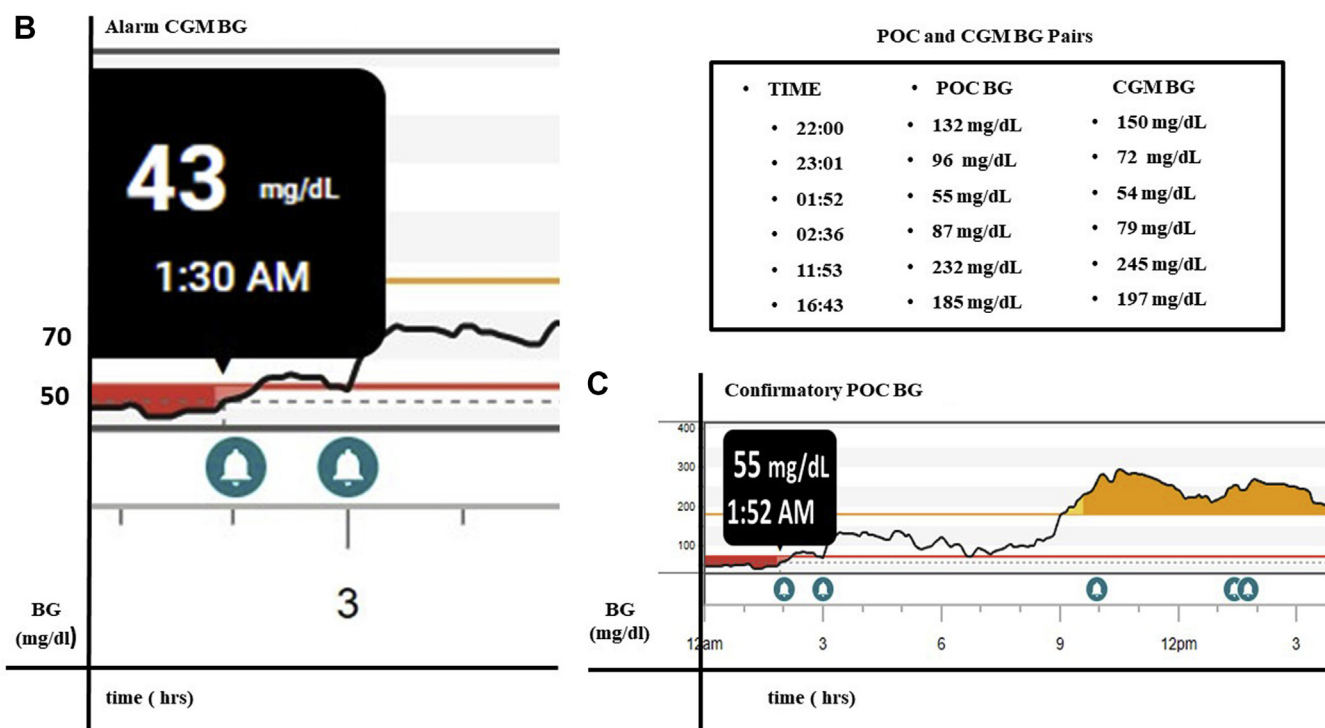 B
Alarm CGM BG
43 mg/dL
1:30 AM
70
50
3
BG
(mg/dl)
time ( hrs)
POC and CGM BG Pairs
• TIME • POC BG CGM BG
• 22:00 • 132 mg/dL • 150 mg/dL
• 23:01 • 96 mg/dL • 72 mg/dL
• 01:52 • 55 mg/dL • 54 mg/dL
• 02:36 • 87 mg/dL • 79 mg/dL
• 11:53 • 232 mg/dL • 245 mg/dL
• 16:43 • 185 mg/dL • 197 mg/dL
C
Confirmatory POC BG
400
300
200
100
55 mg/dL
1:52 AM
BG
(mg/dl)
12am 3 6 9 12pm 3
time ( hrs)